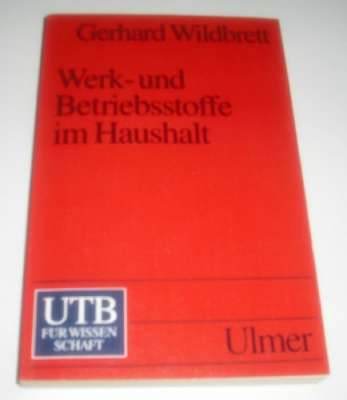 Gerhard Wildbrett
Werk- und
Betriebsstoffe
im Haushalt
UTB
FÜR WISSEN
SCHAFT
Ulmer